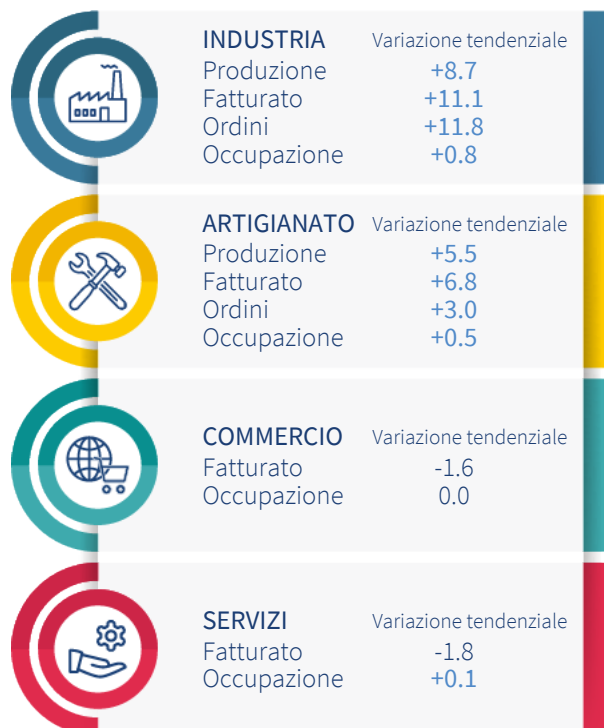 INDUSTRIA Variazione tendenziale
Produzione +8.7
Fatturato +11.1
Ordini +11.8
Occupazione +0.8
ARTIGIANATO Variazione tendenziale
Produzione +5.5
Fatturato +6.8
Ordini +3.0
Occupazione +0.5
COMMERCIO Variazione tendenziale
Fatturato -1.6
Occupazione 0.0
SERVIZI Variazione tendenziale
Fatturato -1.8
Occupazione +0.1